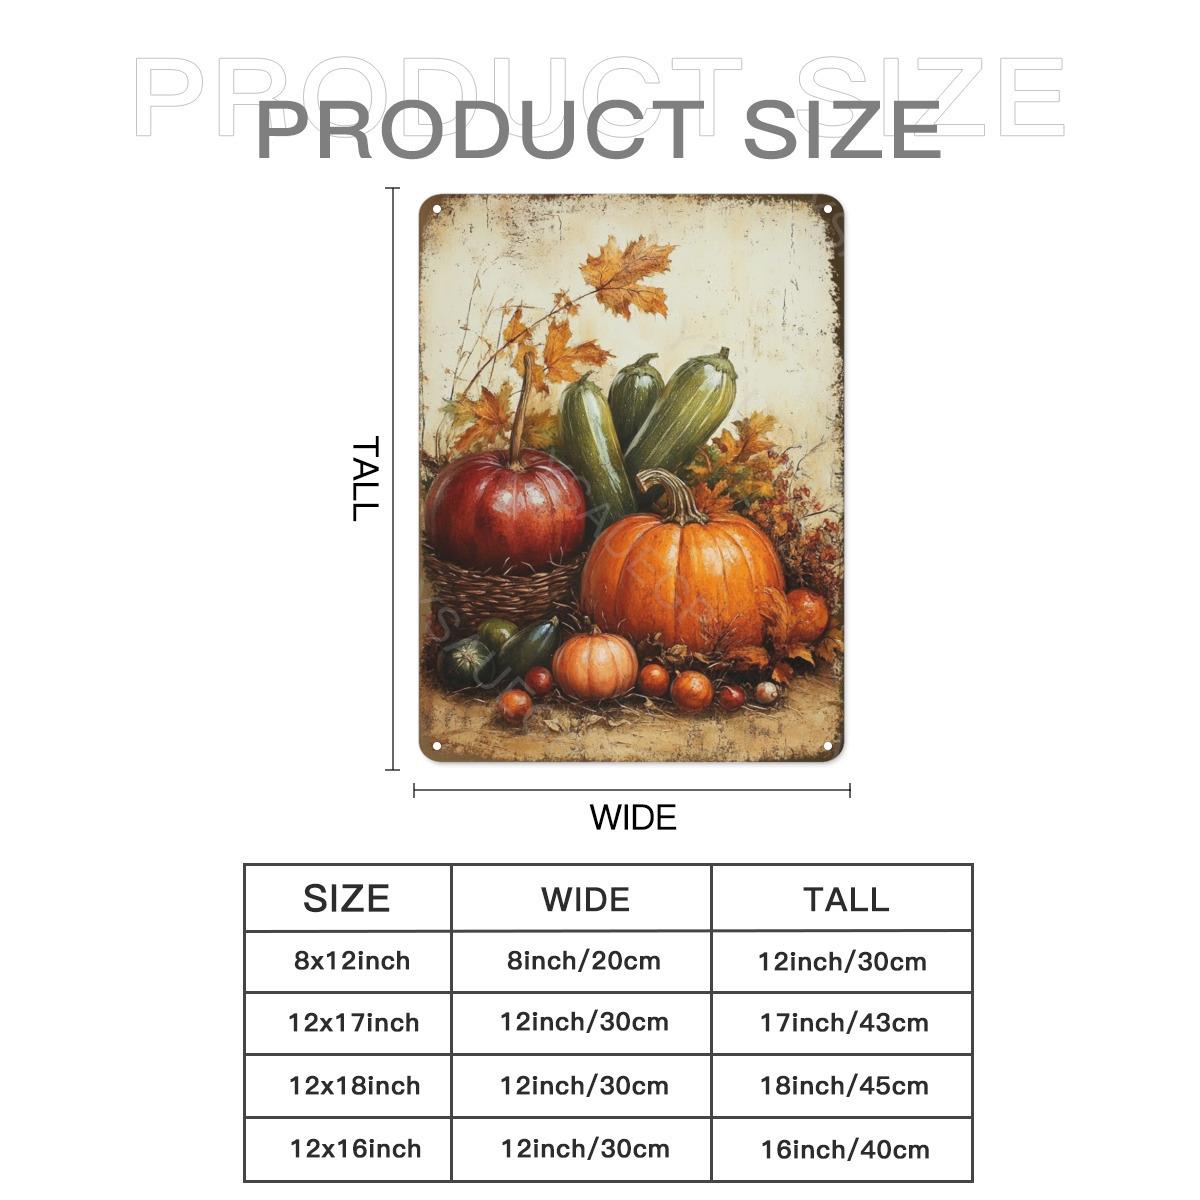 PRODUCT SIZE
PRODUCT SIZE
TALL
WIDE
SIZE WIDE TALL
8x12inch 8inch/20cm 12inch/30cm
12x17inch 12inch/30cm 17inch/43cm
12x18inch 12inch/30cm 18inch/45cm
12x16inch 12inch/30cm 16inch/40cm